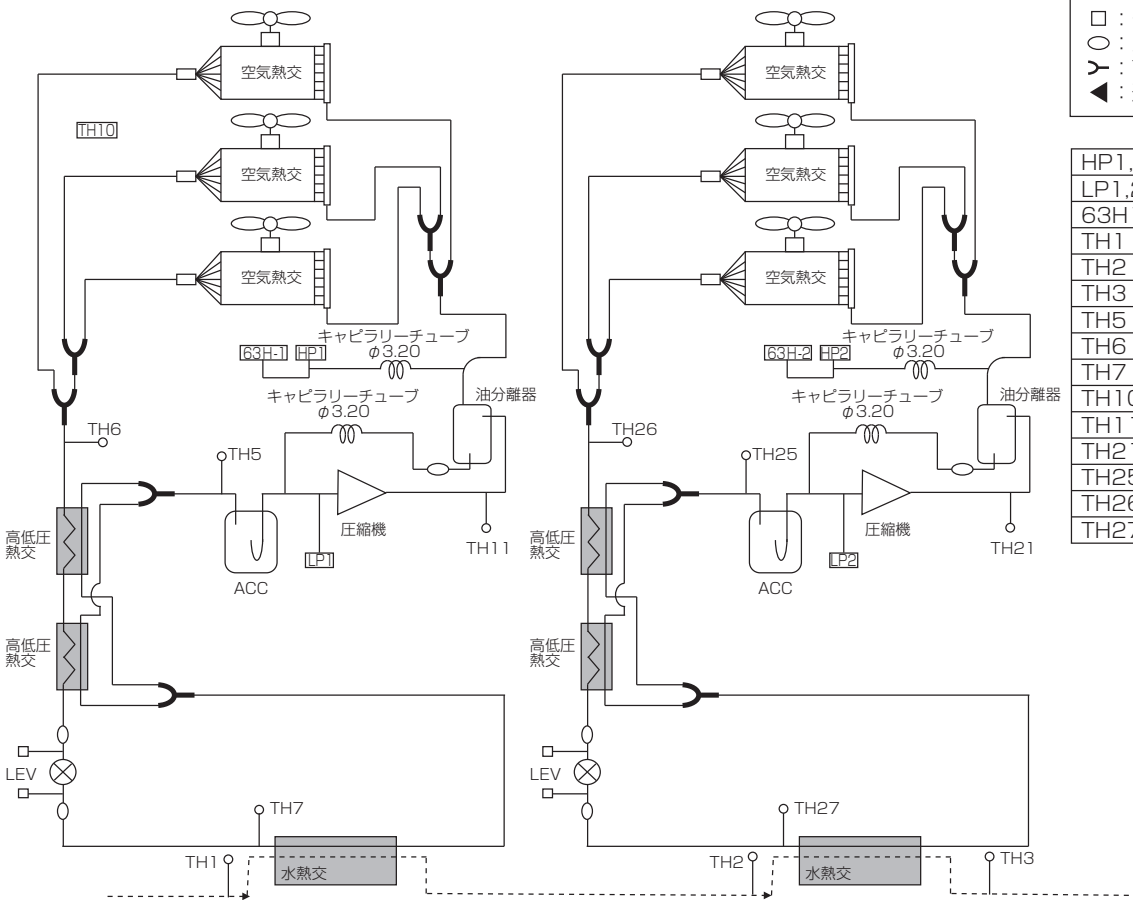 空気熱交
空気熱交
TH10
空気熱交
空気熱交
空気熱交
空気熱交
キャピラリーチューブ
φ3.20
63H-1
HP1
キャピラリーチューブ
φ3.20
油分離器
TH6
TH5
高低圧
熱交
圧縮機
TH11
LP1
ACC
高低圧
熱交
LEV
TH7
TH1
水熱交
キャピラリーチューブ
φ3.20
63H-2
HP2
キャピラリーチューブ
φ3.20
油分離器
TH26
TH25
高低圧
熱交
圧縮機
TH21
LP2
ACC
高低圧
熱交
LEV
TH27
TH2
水熱交
TH3
:
:
:
:
HP1,
LP1,
63H
TH1
TH2
TH3
TH5
TH6
TH7
TH10
TH11
TH21
TH25
TH26
TH27